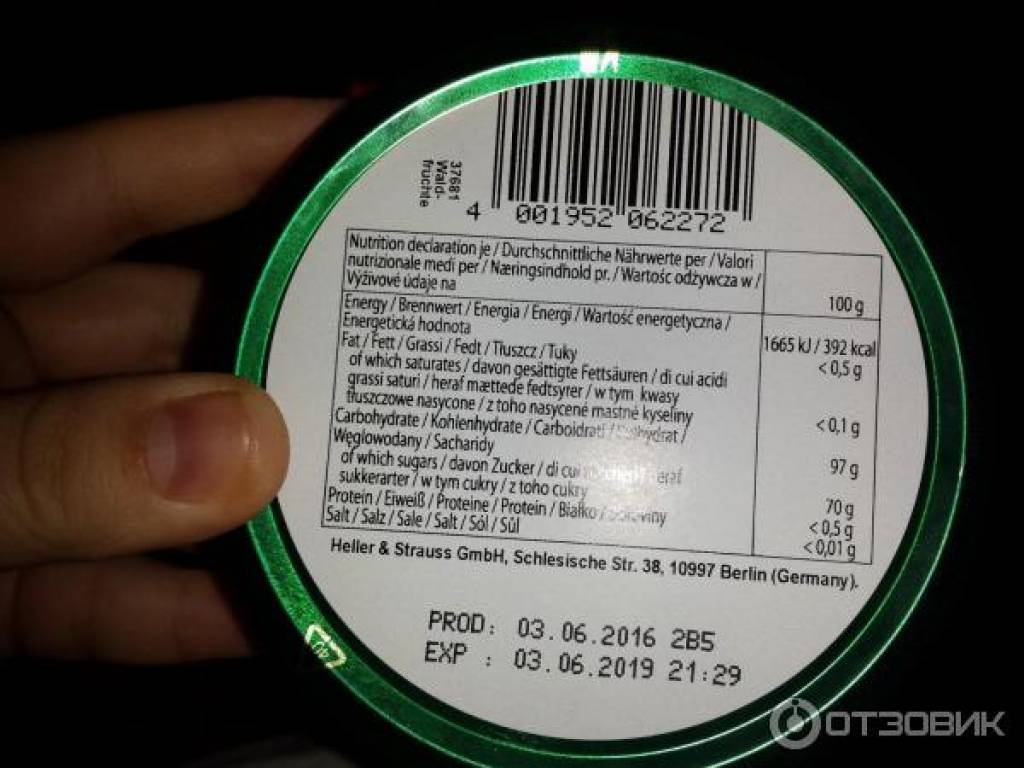 37681
Wald-
früchte
4 001952 062272
Nutrition declaration je / Durchschnittliche Nährwerte per / Valori
nutrizionale medi per / Næringsindhold pr. / Wartośc odżywcza w /
Výživové údaje na
100 g
Energy / Brennwert / Energia / Energi / Wartość energetyczna /
Energetická hodnota
1665 kJ / 392 kcal
Fat / Fett / Grassi / Fedt / Tłuszcz / Tuky
< 0,5 g
of which saturates / davon gesättigte Fettsäuren / di cui acidi
grassi saturi / heraf mættede fedtsyrer / w tym kwasy
tłuszczowe nasycone / z toho nasycené mastné kyseliny
< 0,1 g
Carbohydrate / Kohlenhydrate / Carboidrati /
Węglowodany / Sacharidy
97 g
of which sugars / davon Zucker / di cui
sukkerarter / w tym cukry / z toho cukry
70 g
Protein / Eiweiß / Proteine / Protein / Białko /
< 0,5 g
Salt / Salz / Sale / Salt / Sól / Sůl
< 0,01 g
Heller & Strauss GmbH, Schlesische Str. 38, 10997 Berlin (Germany).
PROD: 03.06.2016 2B5
EXP : 03.06.2019 21:29
ОТЗОВИК